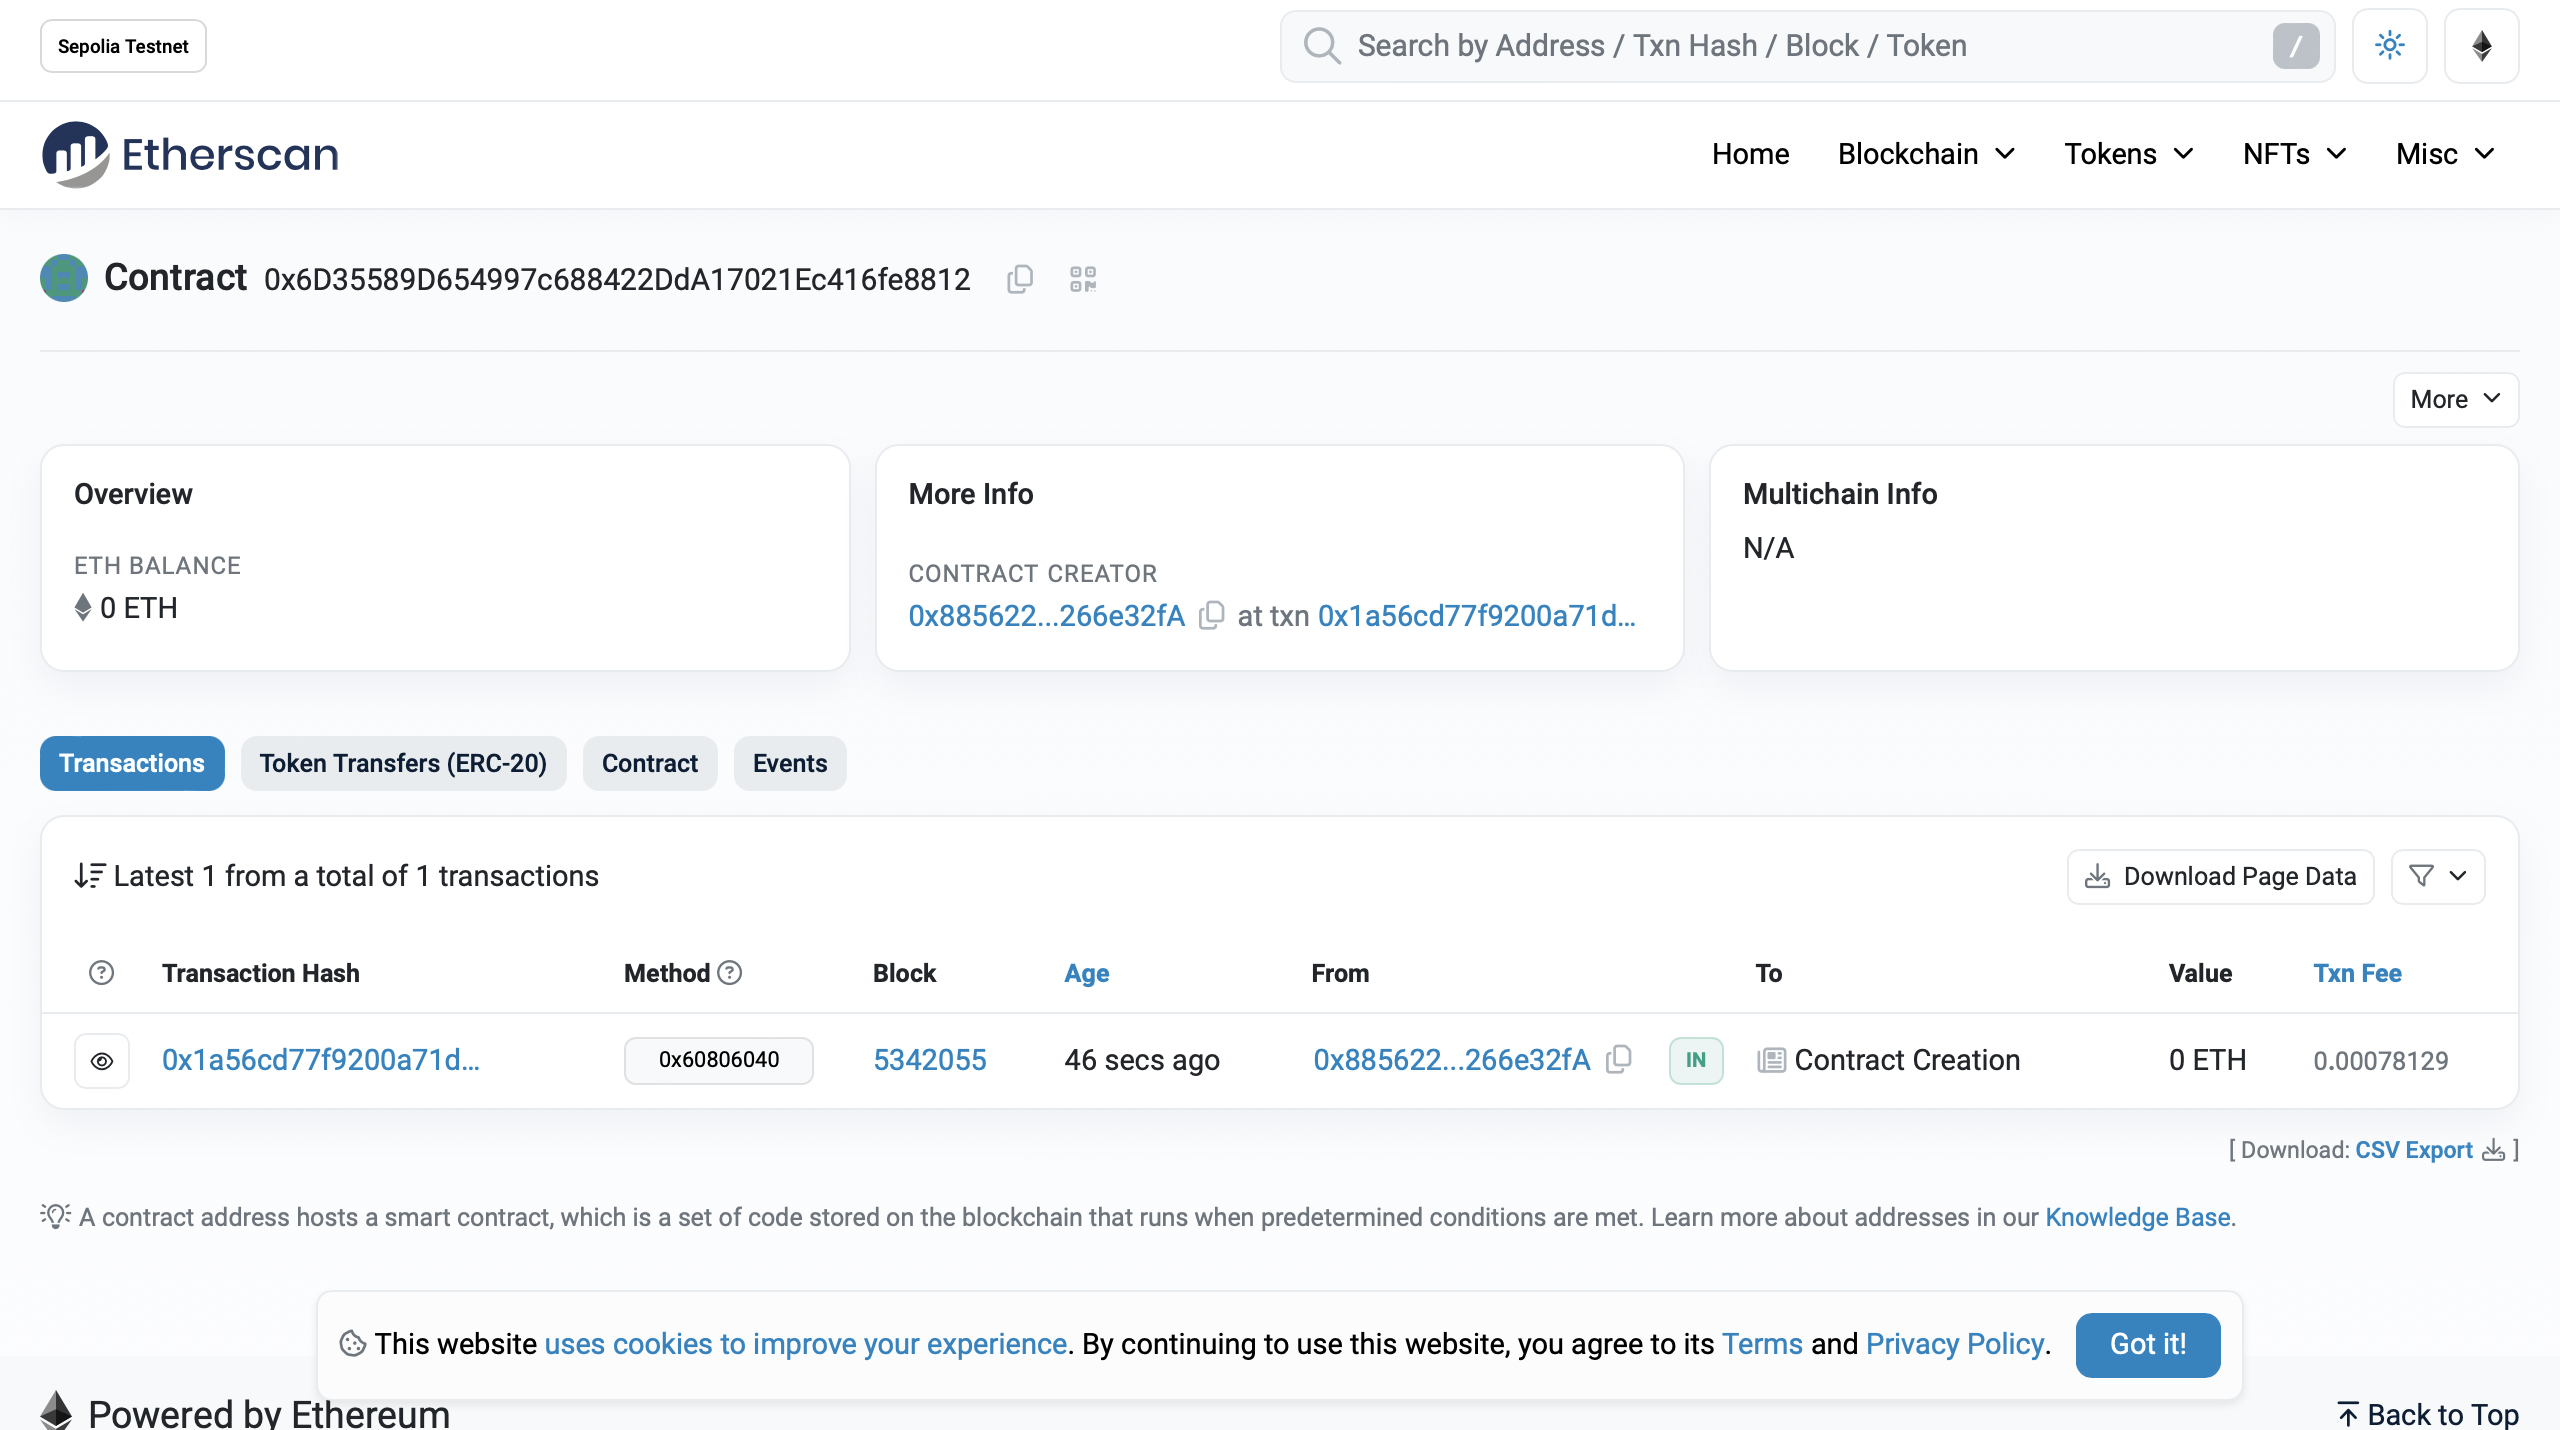 Sepolia Testnet
Search by Address / Txn Hash / Block / Token
/
Etherscan
Home Blockchain Tokens NFTs Misc
Contract 0x6D35589D654997c688422DdA17021Ec416fe8812
More
Overview
ETH BALANCE
0 ETH
More Info
CONTRACT CREATOR
0x885622...266e32fA at txn 0x1a56cd77f9200a71d...
Multichain Info
N/A
Transactions Token Transfers (ERC-20) Contract Events
Latest 1 from a total of 1 transactions
Download Page Data
Transaction Hash Method Block Age From To Value Txn Fee
0x1a56cd77f9200a71d... 0x60806040 5342055 46 secs ago 0x885622...266e32fA IN Contract Creation 0 ETH 0.00078129
[ Download: CSV Export ]
A contract address hosts a smart contract, which is a set of code stored on the blockchain that runs when predetermined conditions are met. Learn more about addresses in our Knowledge Base.
This website uses cookies to improve your experience. By continuing to use this website, you agree to its Terms and Privacy Policy.
Got it!
Powered by Ethereum
Back to Top